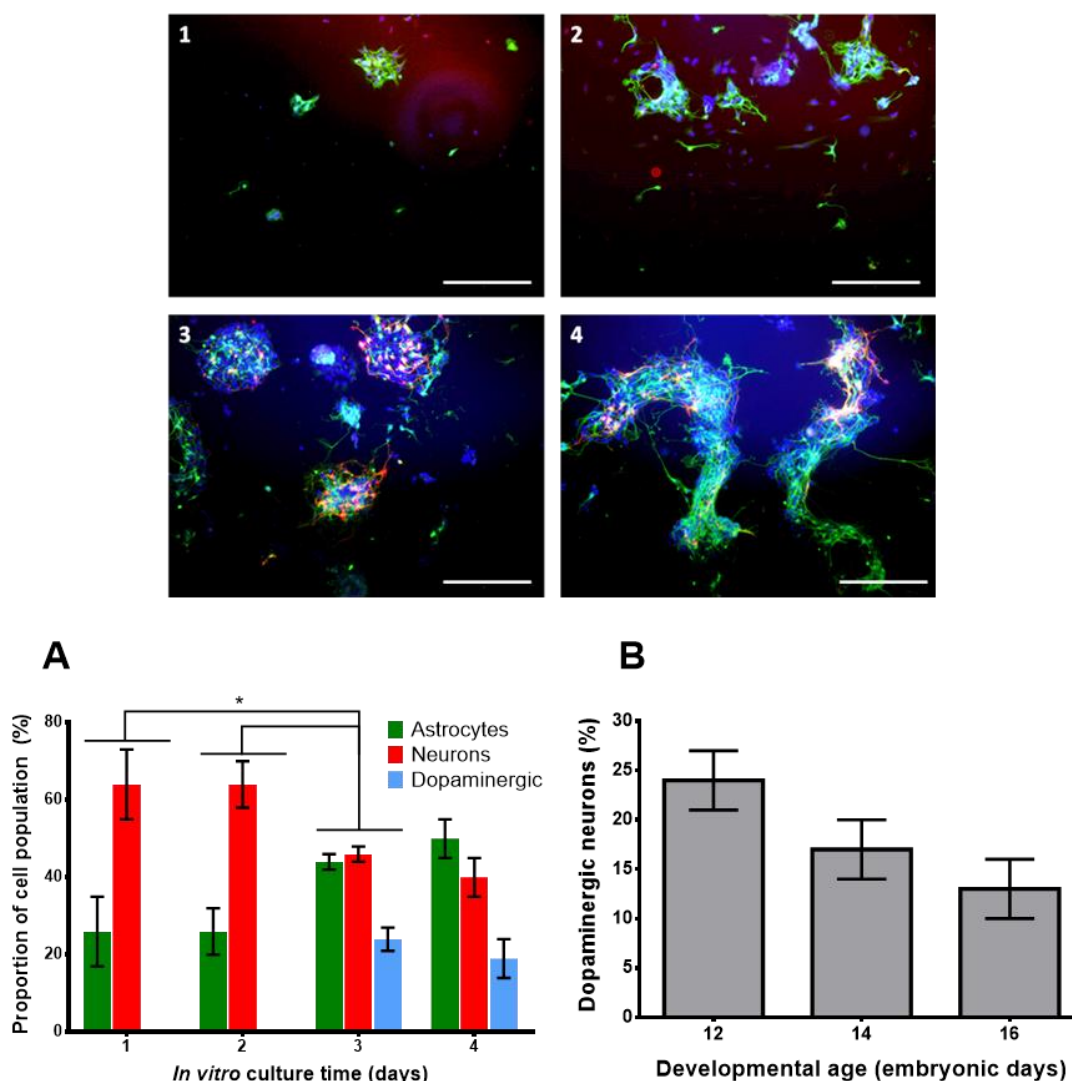 1
2
3
4
A
B
Proportion of cell population (%)
80
60
40
20
0
*
Astrocytes
Neurons
Dopaminergic
1 2 3 4
In vitro culture time (days)
Dopaminergic neurons (%)
30
25
20
15
10
5
0
12 14 16
Developmental age (embryonic days)